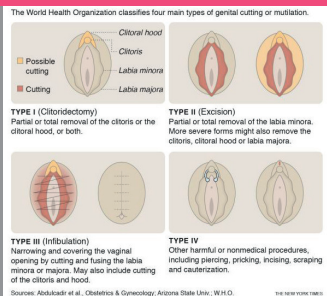 The World Health Organization classifies four main types of genital cutting or mutilation.
Clitoral hood
Clitoris
Labia minora
Labia majora
Possible
cutting
Cutting
TYPE I (Clitoridectomy)
Partial or total removal of the clitoris or the
clitoral hood, or both.
TYPE II (Excision)
Partial or total removal of the labia minora.
More severe forms might also remove the
clitoris, clitoral hood or labia majora.
TYPE III (Infibulation)
Narrowing and covering the vaginal
opening by cutting and fusing the labia
minora or majora. May also include cutting
of the clitoris and hood.
TYPE IV
Other harmful or nonmedical procedures,
including piercing, pricking, incising, scraping
and cauterization.
Sources: Abdulcadir et al., Obstetrics & Gynecology; Arizona State Univ.; W.H.O.
THE NEW YORK TIMES